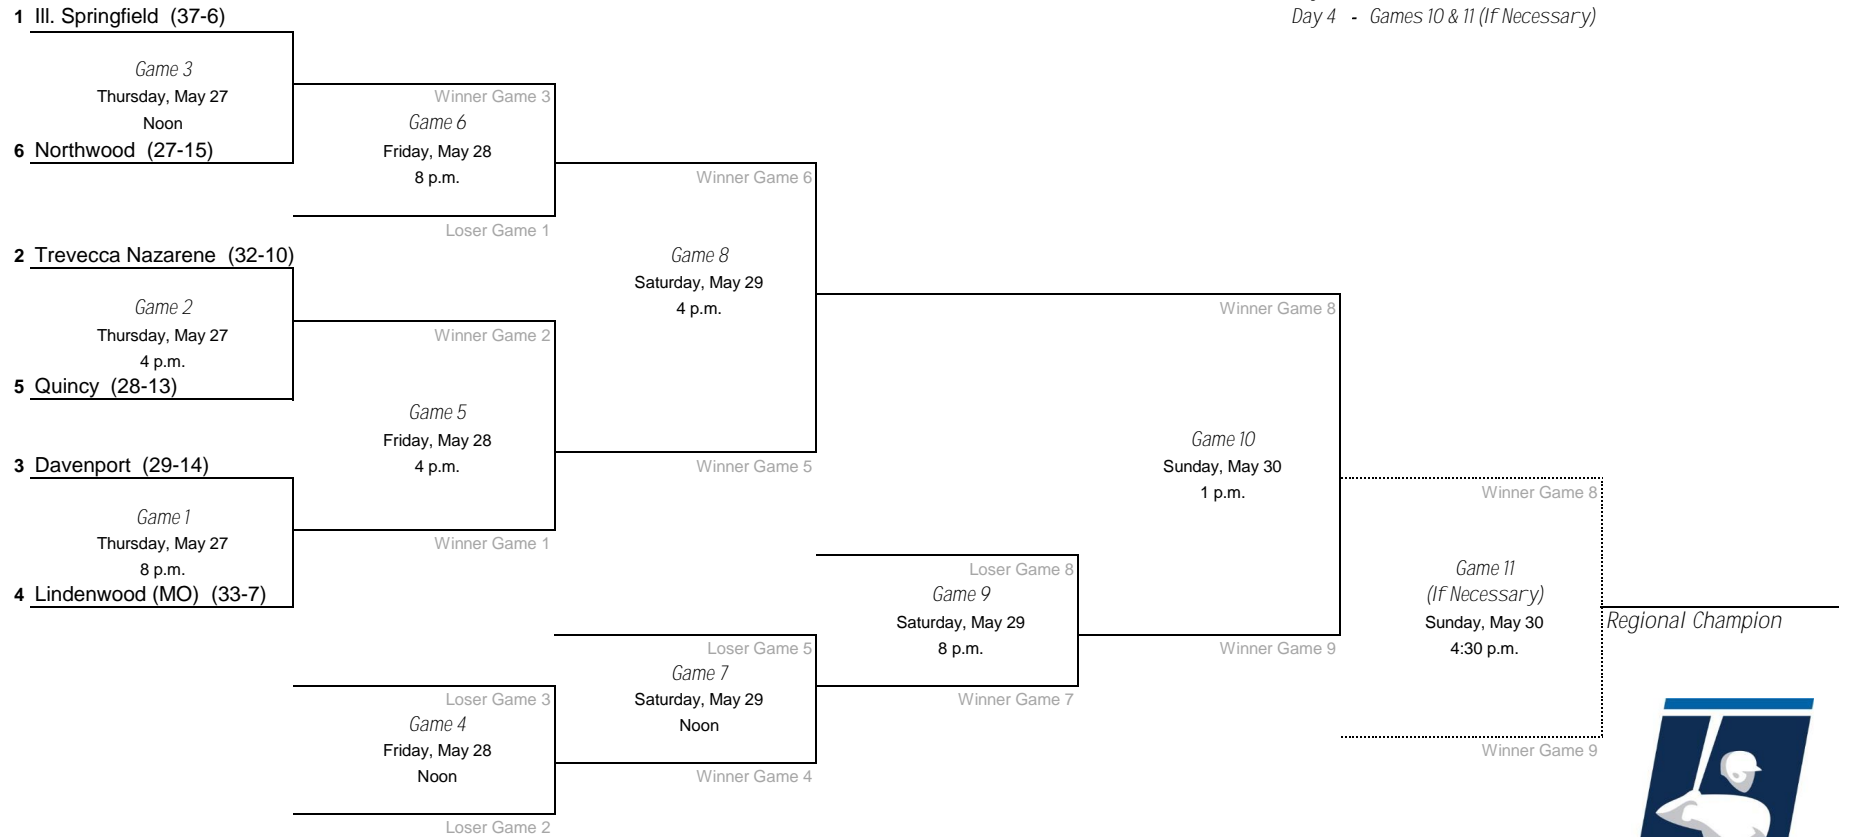 Day 4 - Games 10 & 11 (If Necessary)
1 Ill. Springfield (37-6)
Game 3
Thursday, May 27
Noon
6 Northwood (27-15)
2 Trevecca Nazarene (32-10)
Game 2
Thursday, May 27
4 p.m.
5 Quincy (28-13)
3 Davenport (29-14)
Game 1
Thursday, May 27
8 p.m.
4 Lindenwood (MO) (33-7)
Winner Game 3
Game 6
Friday, May 28
8 p.m.
Loser Game 1
Winner Game 2
Game 5
Friday, May 28
4 p.m.
Winner Game 1
Loser Game 3
Game 4
Friday, May 28
Noon
Loser Game 2
Winner Game 6
Game 8
Saturday, May 29
4 p.m.
Winner Game 5
Loser Game 5
Game 7
Saturday, May 29
Noon
Winner Game 4
Loser Game 8
Game 9
Saturday, May 29
8 p.m.
Winner Game 7
Winner Game 8
Game 10
Sunday, May 30
1 p.m.
Winner Game 9
Winner Game 8
Game 11
(If Necessary)
Sunday, May 30
4:30 p.m.
Winner Game 9
Regional Champion